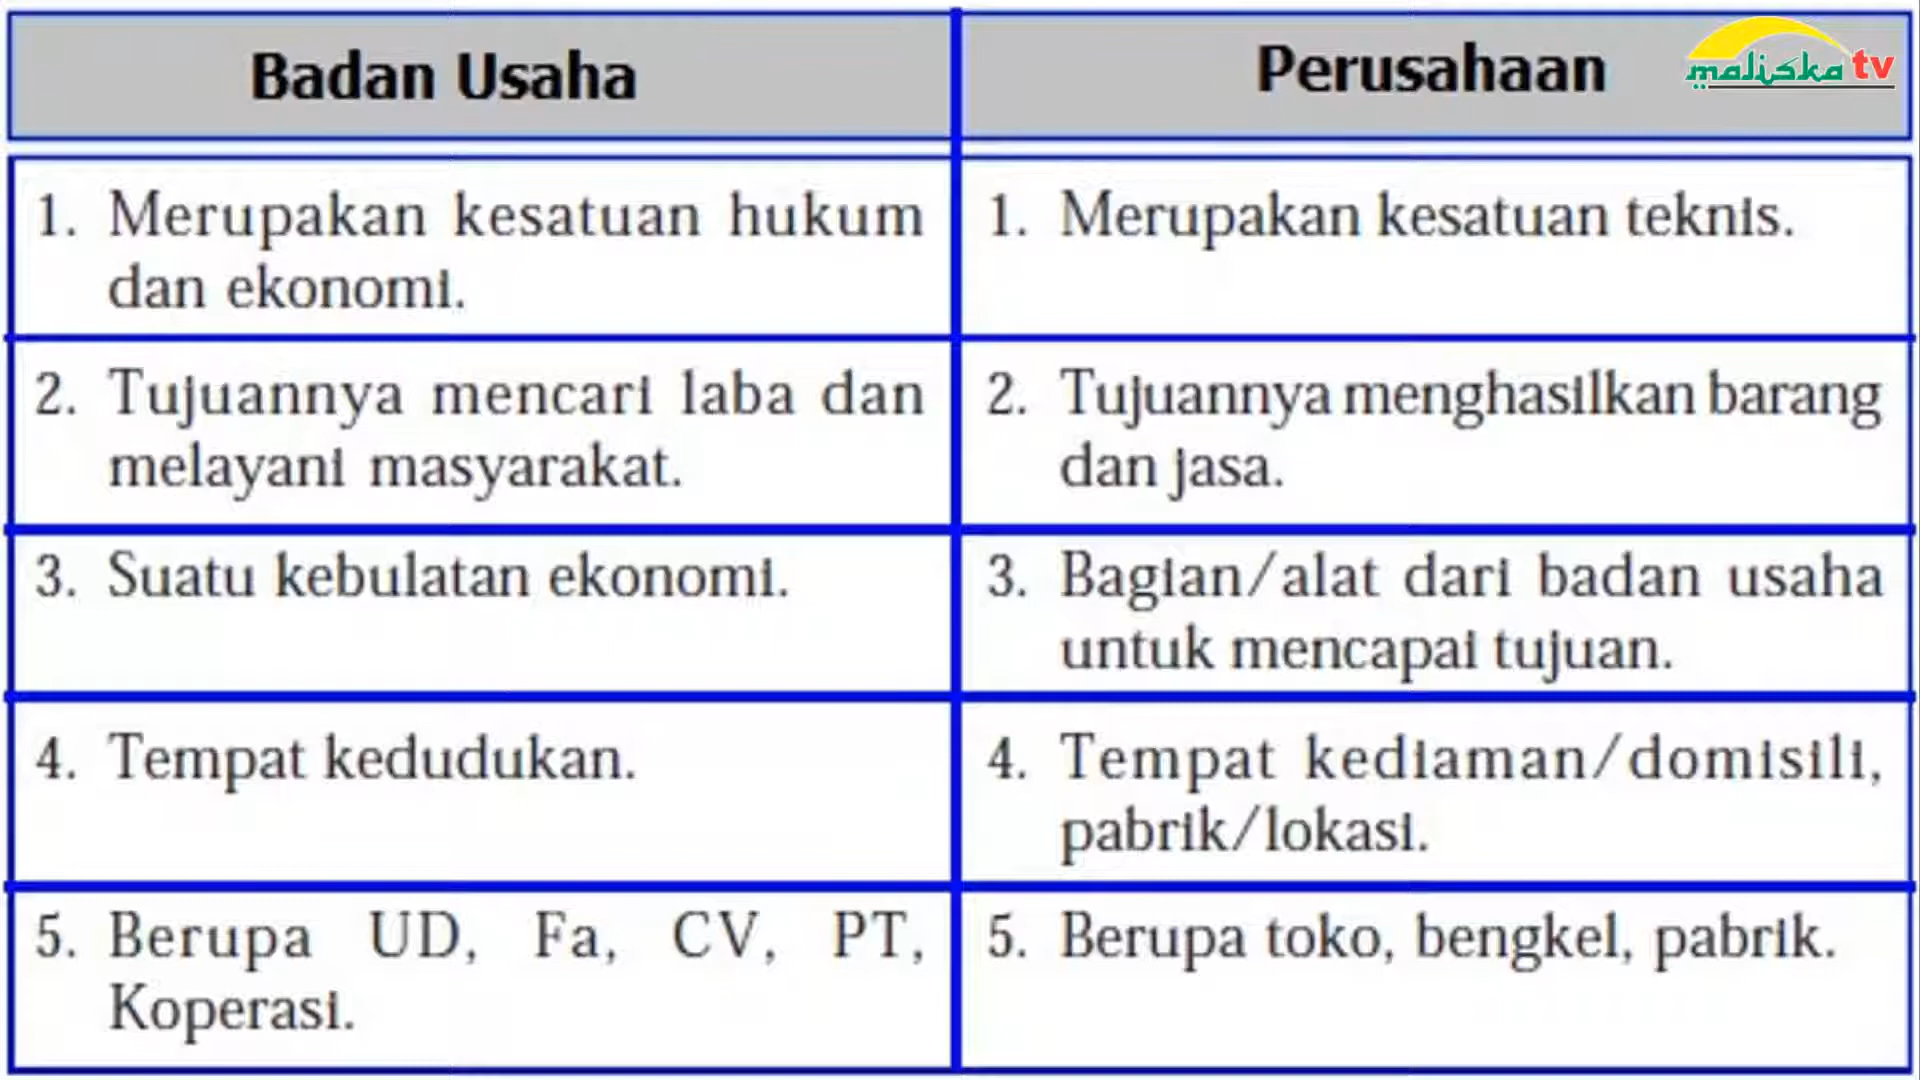 Badan Usaha
Perusahaan
maliska tv
1. Merupakan kesatuan hukum
dan ekonomi.
1. Merupakan kesatuan teknis.
2. Tujuannya mencari laba dan
melayani masyarakat.
2. Tujuannya menghasilkan barang
dan jasa.
3. Suatu kebulatan ekonomi.
3. Bagian/alat dari badan usaha
untuk mencapai tujuan.
4. Tempat kedudukan.
4. Tempat kediaman/domisili,
pabrik/lokasi.
5. Berupa UD, Fa, CV, PT,
Koperasi.
5. Berupa toko, bengkel, pabrik.